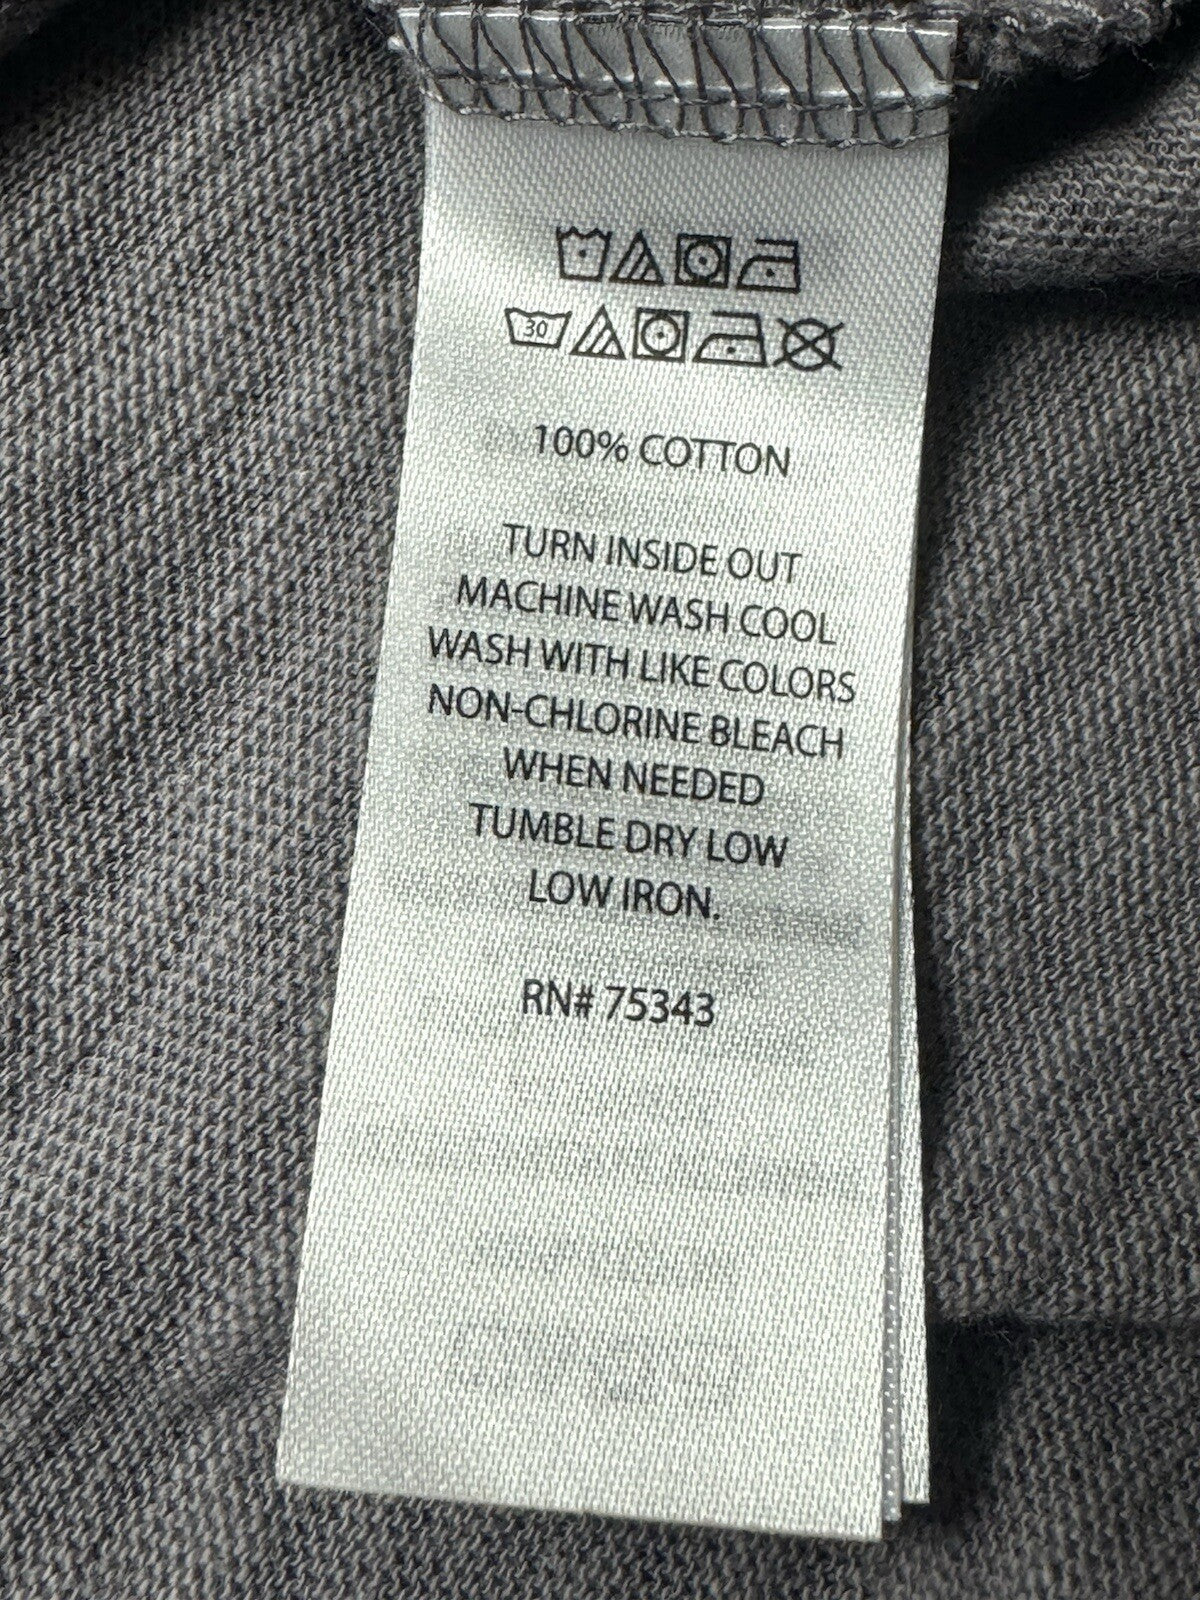 30
100% COTTON
TURN INSIDE OUT
MACHINE WASH COOL
WASH WITH LIKE COLORS
NON-CHLORINE BLEACH
WHEN NEEDED
TUMBLE DRY LOW
LOW IRON.
RN# 75343